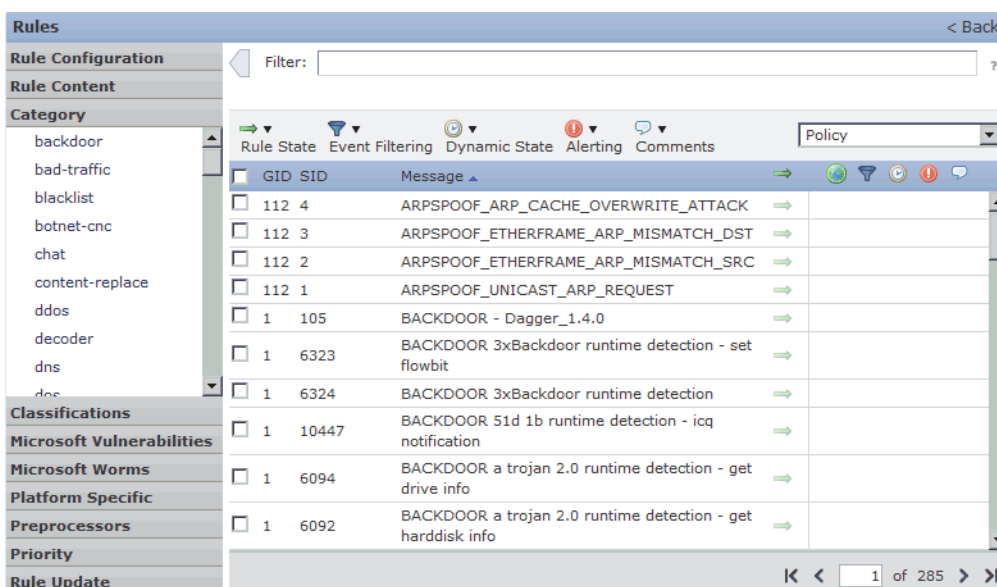 Rules < Back
Rule Configuration
Rule Content
Category
backdoor
bad-traffic
blacklist
botnet-cnc
chat
content-replace
ddos
decoder
dns
dos
Classifications
Microsoft Vulnerabilities
Microsoft Worms
Platform Specific
Preprocessors
Priority
Rule Update
Filter: ?
Rule State Event Filtering Dynamic State Alerting Comments
Policy
GID SID Message
112 4 ARPSPOOF_ARP_CACHE_OVERWRITE_ATTACK
112 3 ARPSPOOF_ETHERFRAME_ARP_MISMATCH_DST
112 2 ARPSPOOF_ETHERFRAME_ARP_MISMATCH_SRC
112 1 ARPSPOOF_UNICAST_ARP_REQUEST
1 105 BACKDOOR - Dagger_1.4.0
1 6323 BACKDOOR 3xBackdoor runtime detection - set
flowbit
1 6324 BACKDOOR 3xBackdoor runtime detection
1 10447 BACKDOOR 51d 1b runtime detection - icq
notification
1 6094 BACKDOOR a trojan 2.0 runtime detection - get
drive info
1 6092 BACKDOOR a trojan 2.0 runtime detection - get
harddisk info
1 of 285